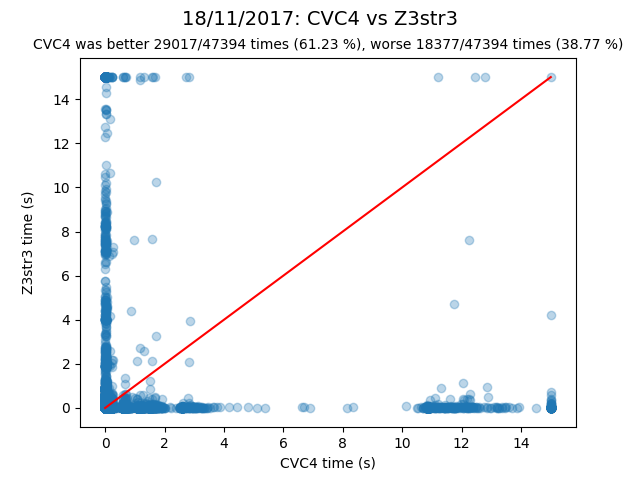 18/11/2017: CVC4 vs Z3str3
CVC4 was better 29017/47394 times (61.23 %), worse 18377/47394 times (38.77 %)
14
12
10
8
6
4
2
0
Z3str3 time (s)
0 2 4 6 8 10 12 14
CVC4 time (s)